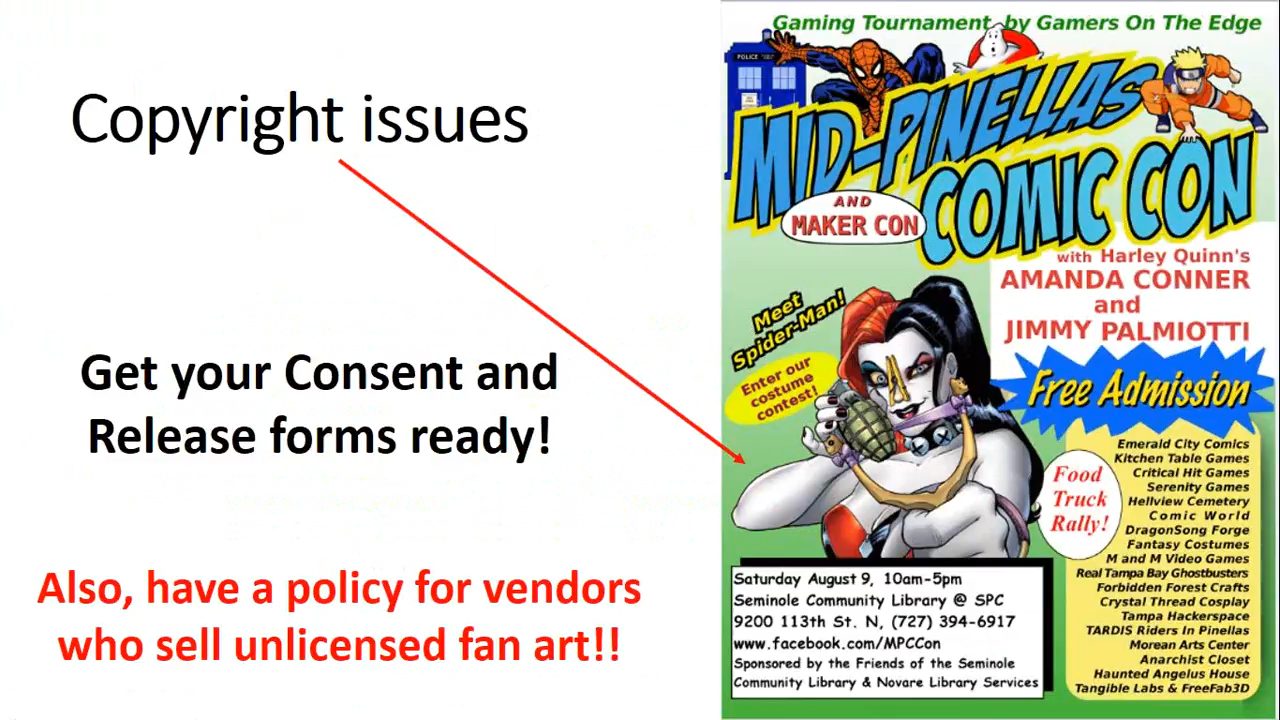 Copyright issues
Get your Consent and
Release forms ready!
Also, have a policy for vendors
who sell unlicensed fan art!!
Gaming Tournament by Gamers On The Edge
POLICE
MID-PINELLAS
COMIC CON
AND
MAKER CON
with Harley Quinn's
AMANDA CONNER
and
JIMMY PALMIOTTI
Meet
Spider-Man!
Enter our
costume
contest!
Free Admission
Food
Truck
Rally!
Emerald City Comics
Kitchen Table Games
Critical Hit Games
Serenity Games
Hellview Cemetery
Comic World
DragonSong Forge
Fantasy Costumes
M and M Video Games
Real Tampa Bay Ghostbusters
Forbidden Forest Crafts
Crystal Thread Cosplay
Tampa Hackerspace
TARDIS Riders In Pinellas
Morean Arts Center
Anarchist Closet
Haunted Angelus House
Tangible Labs & FreeFab3D
Saturday August 9, 10am-5pm
Seminole Community Library @ SPC
9200 113th St. N, (727) 394-6917
www.facebook.com/MPCCon
Sponsored by the Friends of the Seminole
Community Library & Novare Library Services